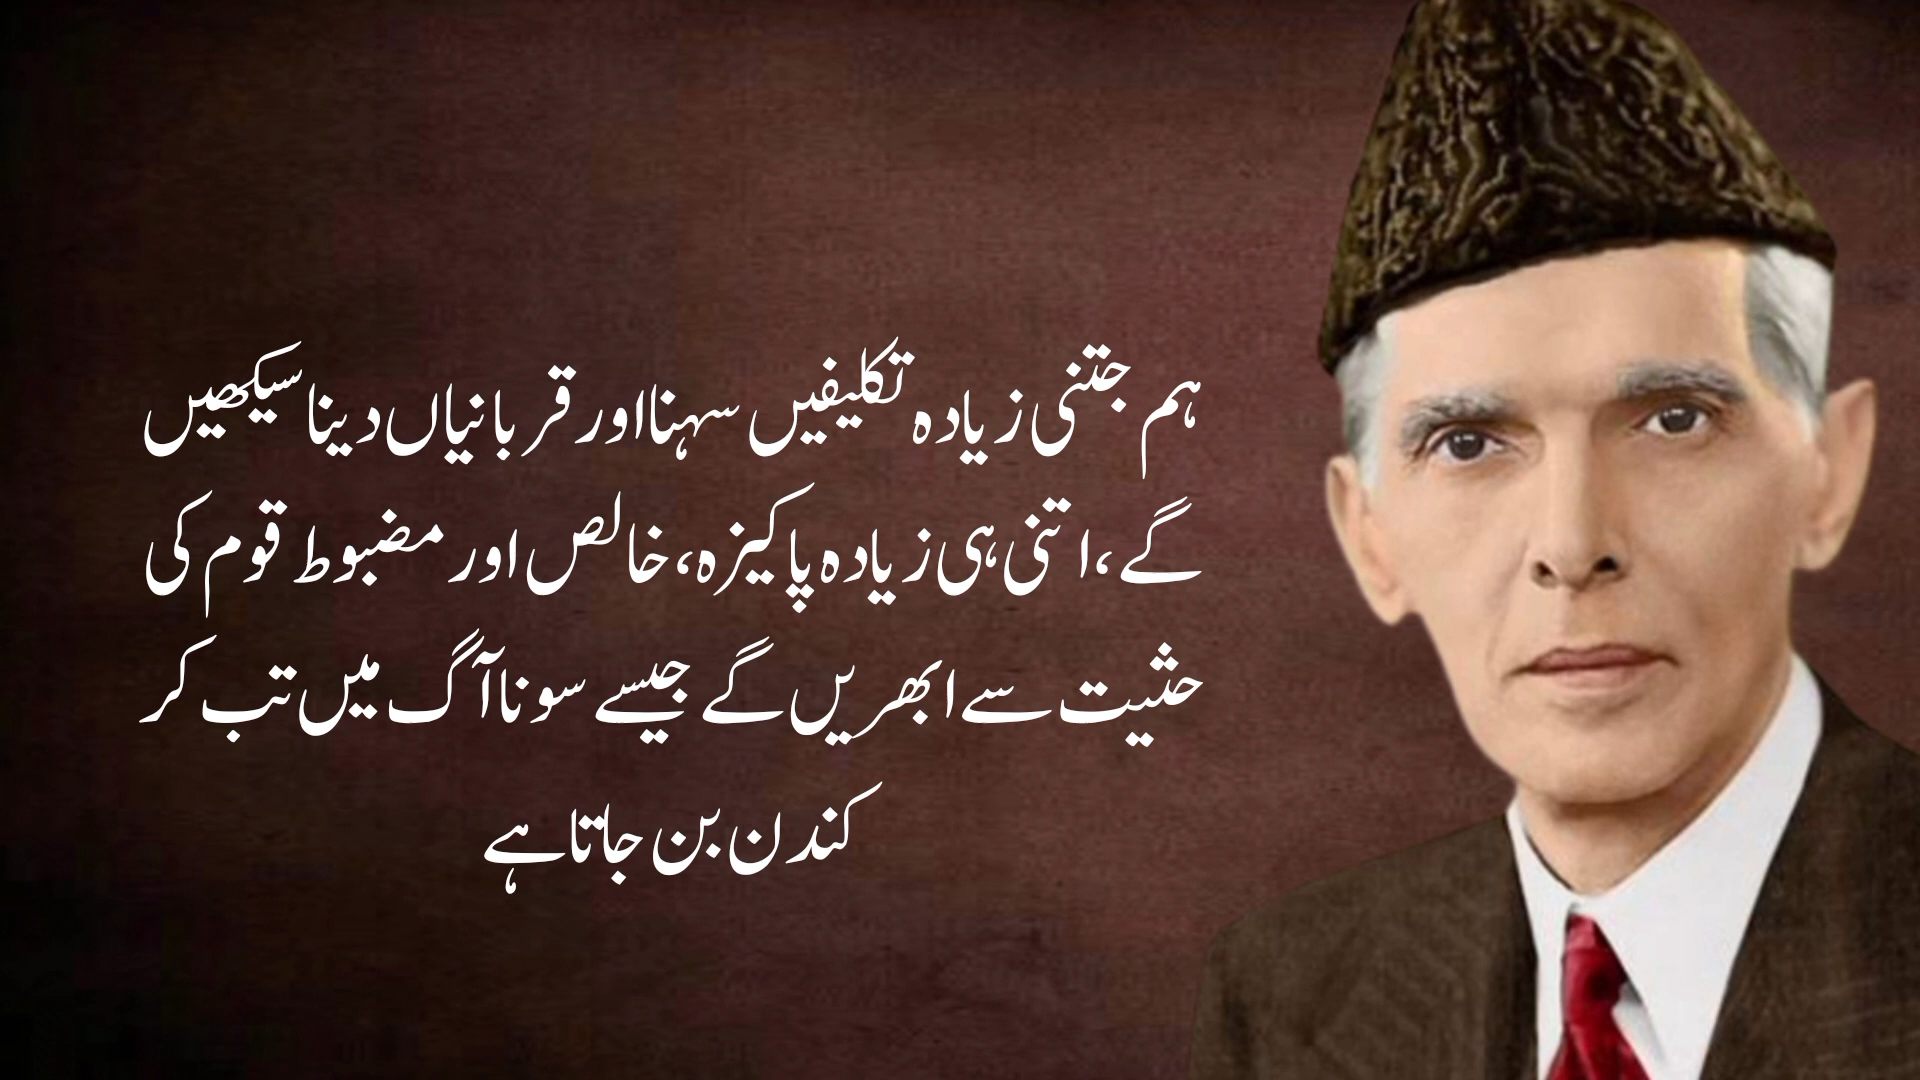 ہم جتنی زیادہ تکلیفیں سہنا اور قربانیاں دینا سیکھیں
گے، اتنی ہی زیادہ پاکیزہ، خالص اور مضبوط قوم کی
حثیت سے ابھریں گے جیسے سونا آگ میں تب کر
کندن بن جاتا ہے